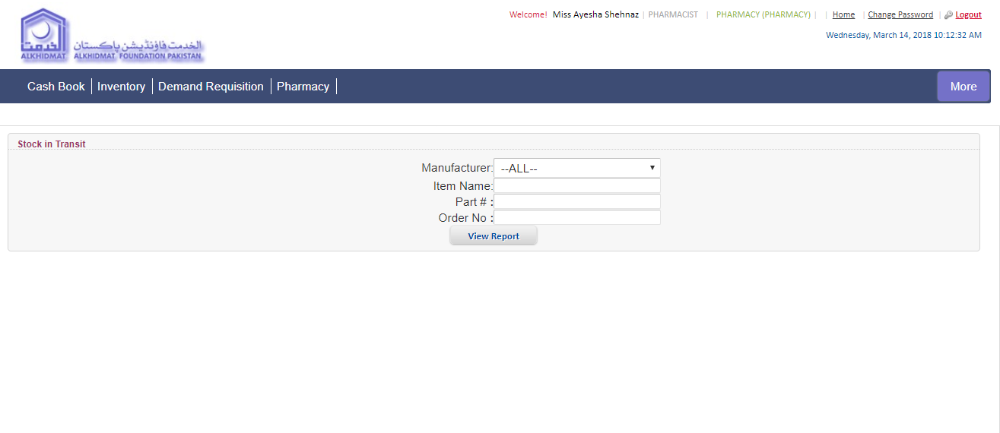 Welcome! Miss Ayesha Shehnaz | PHARMACIST | PHARMACY (PHARMACY) | | Home | Change Password | Logout
Wednesday, March 14, 2018 10:12:32 AM
الخدمت
الخدمت فاؤنڈیشن پاکستان
ALKHIDMAT ALKHIDMAT FOUNDATION PAKISTAN
Cash Book Inventory Demand Requisition Pharmacy More
Stock in Transit
Manufacturer: --ALL--
Item Name:
Part # :
Order No :
View Report